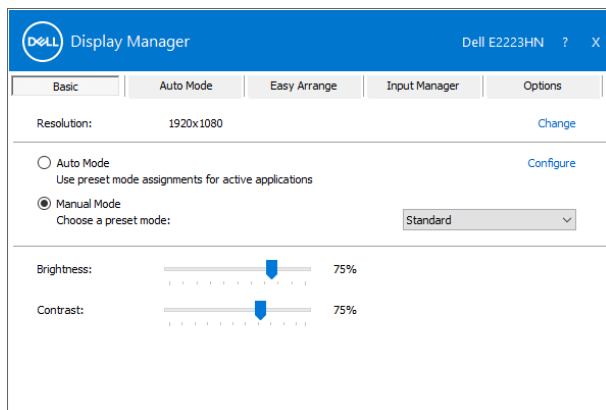 DELL Display Manager Dell E2223HN ? X
Basic Auto Mode Easy Arrange Input Manager Options
Resolution: 1920x1080 Change
Auto Mode Configure
Use preset mode assignments for active applications
Manual Mode
Choose a preset mode: Standard
Brightness: 75%
Contrast: 75%